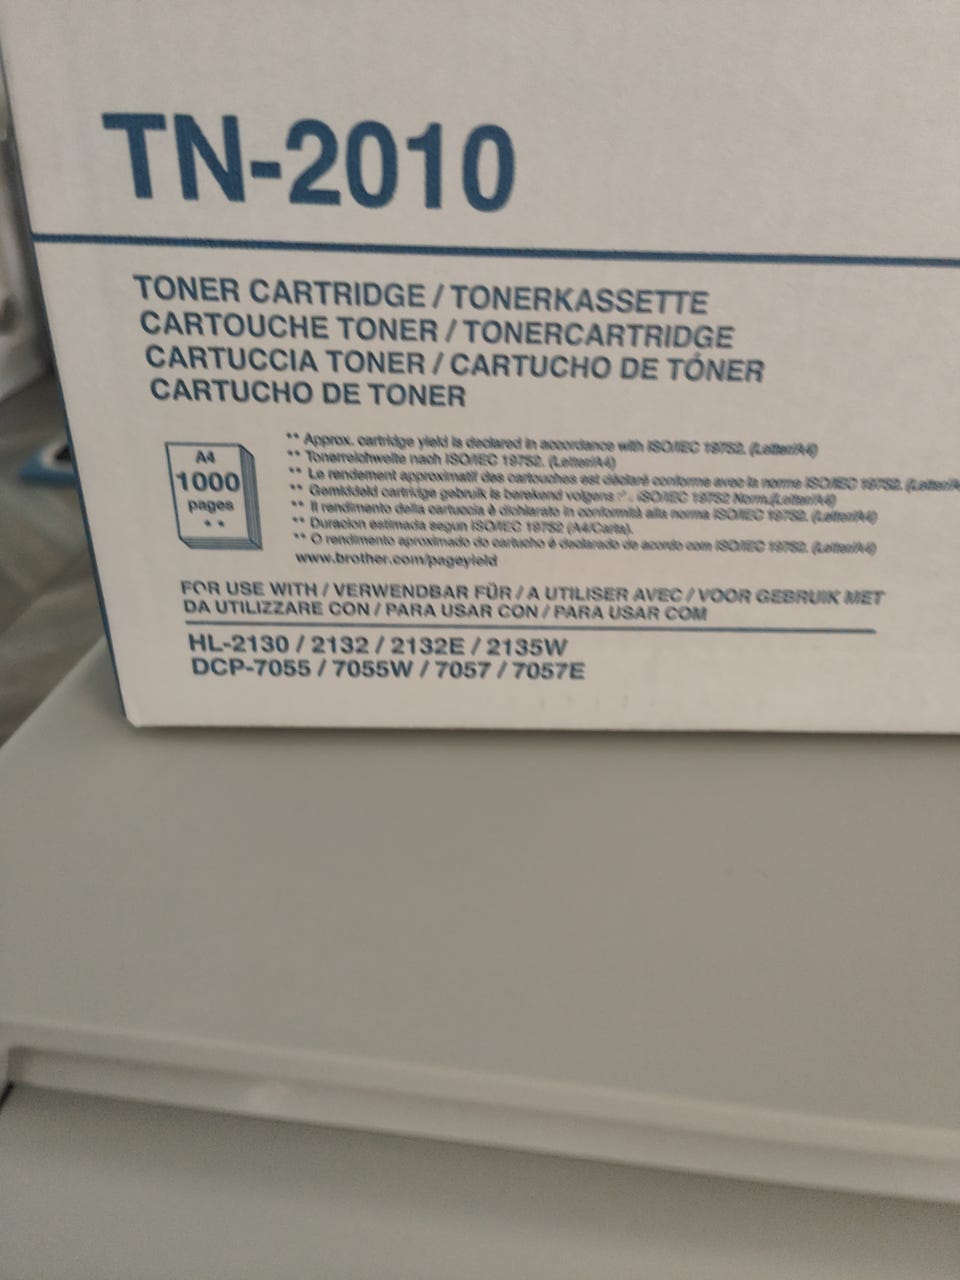 TN-2010
TONER CARTRIDGE / TONERKASSETTE
CARTOUCHE TONER / TONERCARTRIDGE
CARTUCCIA TONER / CARTUCHO DE TÓNER
CARTUCHO DE TONER
A4
1000
pages
**
** Approx. cartridge yield is declared in accordance with ISO/IEC 19752. (Letter/A4)
** Tonerreichweite nach ISO/IEC 19752. (Letter/A4)
** Le rendement approximatif des cartouches est déclaré conforme avec la norme ISO/IEC 19752. (Letter/A
** Gemiddeld cartridge gebruik is berekend volgens ISO/IEC 19752 Norm.(Letter/A4)
** Il rendimento della cartuccia è dichiarato in conformità alla norma ISO/IEC 19752. (Letter/A4)
** Duracion estimada segun ISO/IEC 19752 (A4/Carta).
** O rendimento aproximado do cartucho é declarado de acordo com ISO/IEC 19752. (Letter/A4)
www.brother.com/pageyield
FOR USE WITH / VERWENDBAR FÜR / A UTILISER AVEC / VOOR GEBRUIK MET
DA UTILIZZARE CON / PARA USAR CON / PARA USAR COM
HL-2130 / 2132 / 2132E / 2135W
DCP-7055 / 7055W / 7057 / 7057E